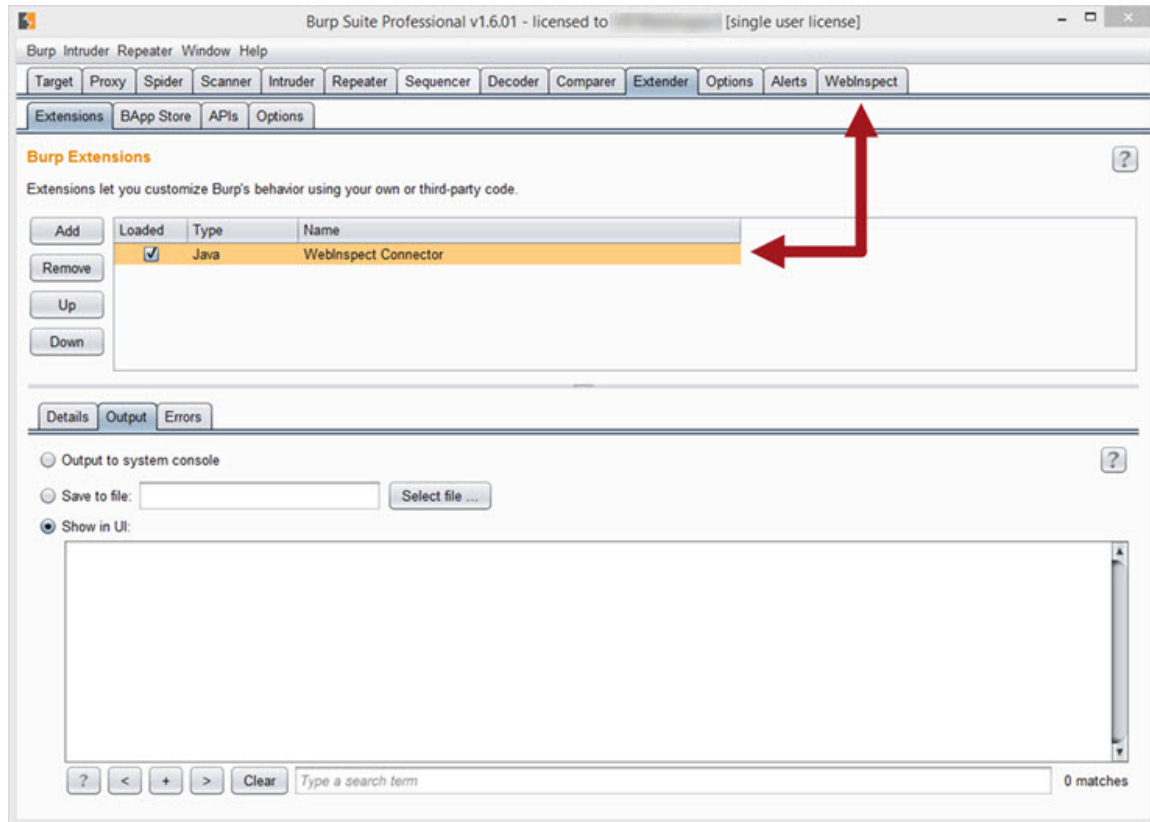 Burp Suite Professional v1.6.01 - licensed to [single user license]
Burp Intruder Repeater Window Help
Target Proxy Spider Scanner Intruder Repeater Sequencer Decoder Comparer Extender Options Alerts WebInspect
Extensions BApp Store APIs Options
Burp Extensions
?
Extensions let you customize Burp's behavior using your own or third-party code.
Add Loaded Type Name
Java WebInspect Connector
Remove
Up
Down
Details Output Errors
Output to system console
?
Save to file: Select file ...
Show in UI:
? < + > Clear Type a search term 0 matches